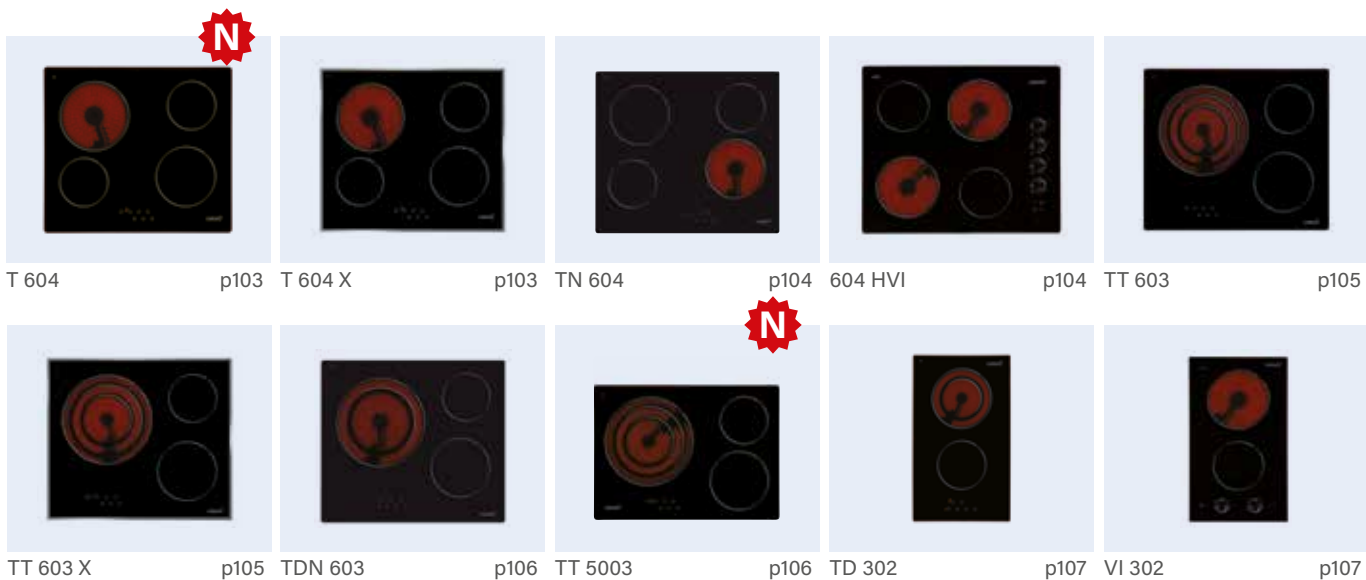 N
T 604 p103 T 604 X p103 TN 604 p104 604 HVI p104 TT 603 p105
N
TT 603 X p105 TDN 603 p106 TT 5003 p106 TD 302 p107 VI 302 p107